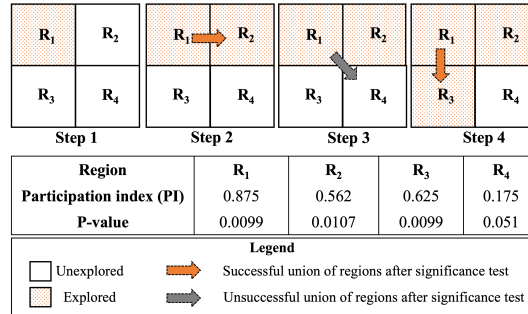 R1 R2 R1 R2 R1 R2 R1 R2
R3 R4 R3 R4 R3 R4 R3 R4
Step 1 Step 2 Step 3 Step 4
Region R1 R2 R3 R4
Participation index (PI) 0.875 0.562 0.625 0.175
P-value 0.0099 0.0107 0.0099 0.051
Legend
Unexplored Successful union of regions after significance test
Explored Unsuccessful union of regions after significance test